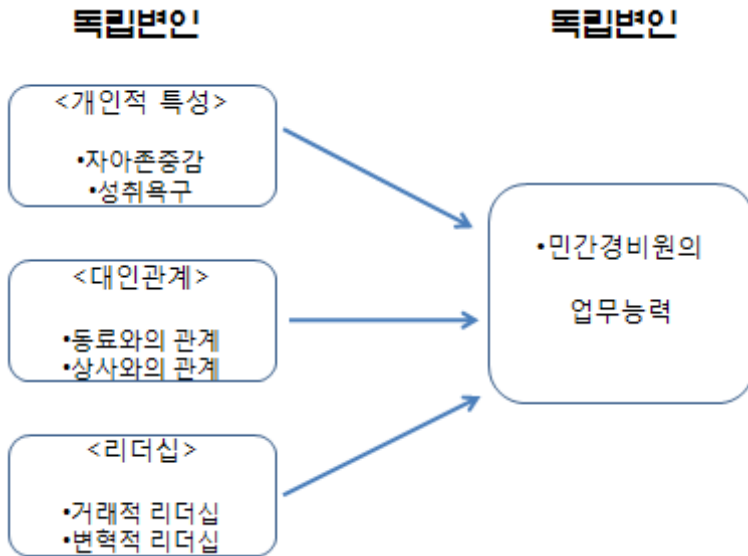 독립변인
독립변인
<개인적 특성>
•자아존중감
•성취욕구
<대인관계>
•동료와의 관계
•상사와의 관계
<리더십>
•거래적 리더십
•변혁적 리더십
•민간경비원의
업무능력